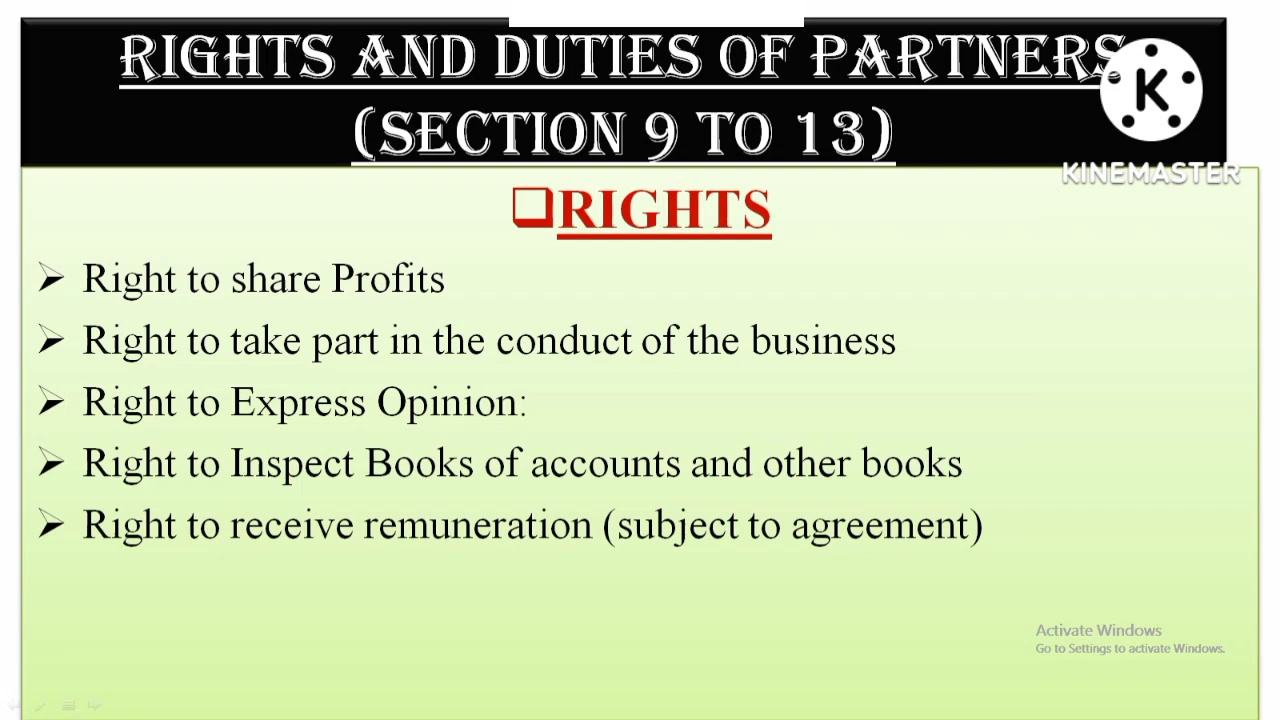 RIGHTS AND DUTIES OF PARTNERS
(SECTION 9 TO 13)
K
KINEMASTER
❑RIGHTS
➢ Right to share Profits
➢ Right to take part in the conduct of the business
➢ Right to Express Opinion:
➢ Right to Inspect Books of accounts and other books
➢ Right to receive remuneration (subject to agreement)
Activate Windows
Go to Settings to activate Windows.